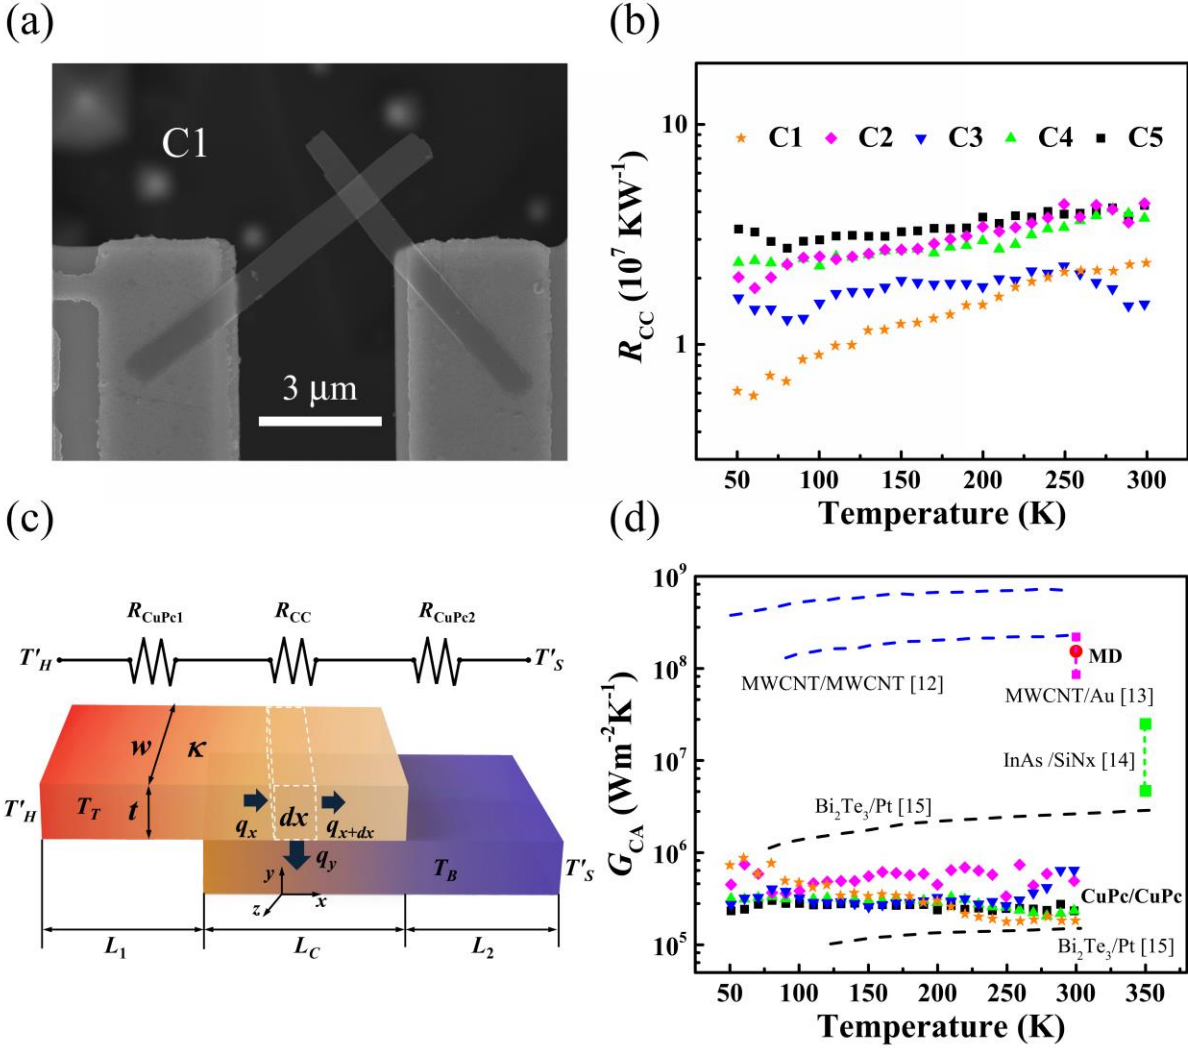 (a)
C1
3 μm
(b)
10
1
C1 C2 C3 C4 C5
R_CC (10^7 KW^-1)
50 100 150 200 250 300
Temperature (K)
(c)
R_CuPc1 R_CC R_CuPc2
T'_H T'_S
w κ
T'_H T_T t q_x dx q_x+dx
q_y
y T_B T'_S
z x
L_1 L_C L_2
(d)
10^9
10^8
10^7
10^6
10^5
G_CA (Wm^-2K^-1)
MD
MWCNT/MWCNT [12]
MWCNT/Au [13]
InAs /SiNx [14]
Bi_2Te_3/Pt [15]
CuPc/CuPc
Bi_2Te_3/Pt [15]
50 100 150 200 250 300 350
Temperature (K)